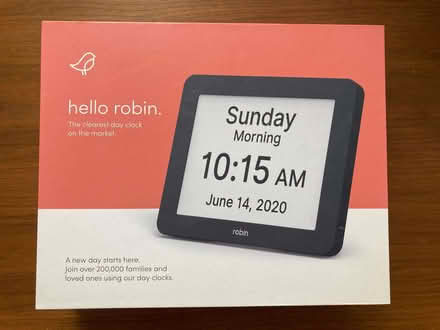 hello robin.
The clearest day clock
on the market.
Sunday
Morning
10:15 AM
June 14, 2020
robin
A new day starts here.
Join over 200,000 families and
loved ones using our day clocks.